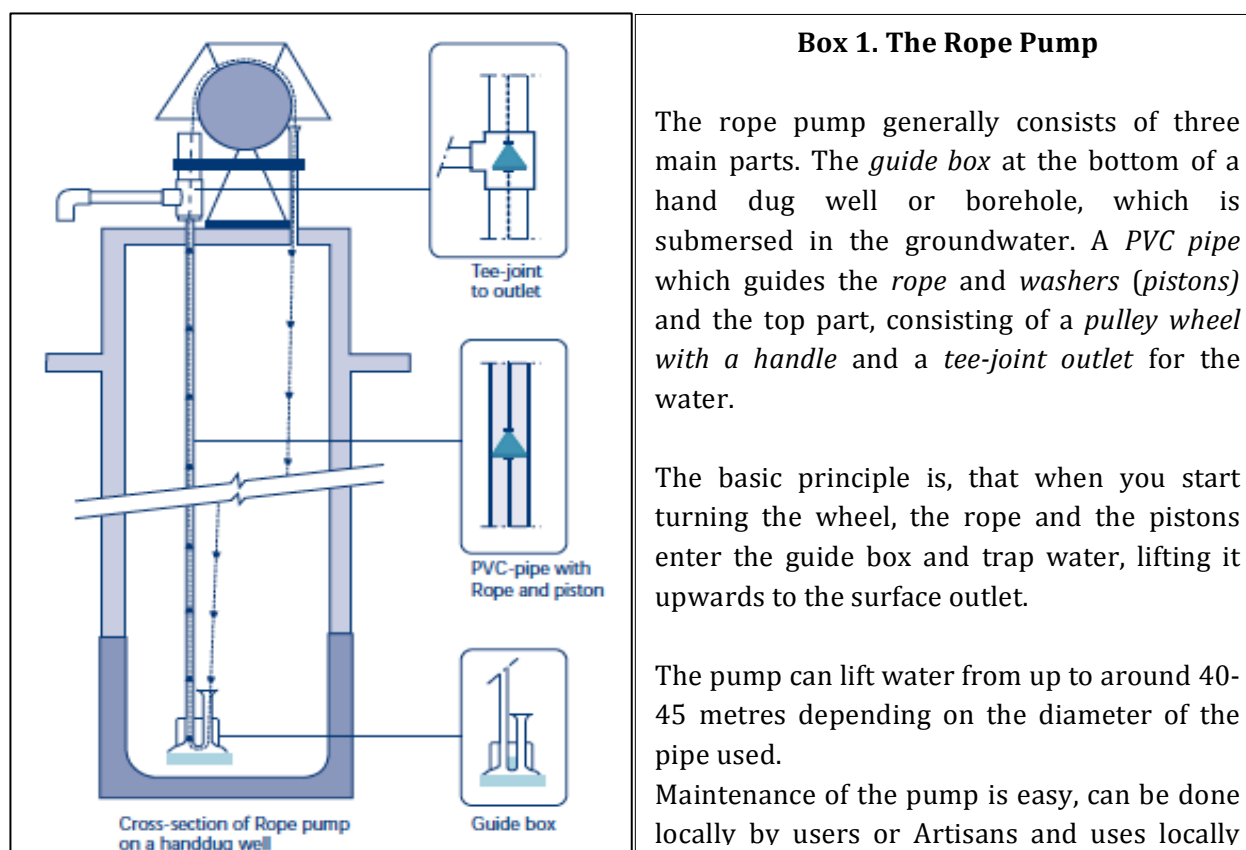 Tee-joint
to outlet
PVC-pipe with
Rope and piston
Guide box
Cross-section of Rope pump
on a handdug well
Box 1. The Rope Pump
The rope pump generally consists of three
main parts. The guide box at the bottom of a
hand dug well or borehole, which is
submersed in the groundwater. A PVC pipe
which guides the rope and washers (pistons)
and the top part, consisting of a pulley wheel
with a handle and a tee-joint outlet for the
water.
The basic principle is, that when you start
turning the wheel, the rope and the pistons
enter the guide box and trap water, lifting it
upwards to the surface outlet.
The pump can lift water from up to around 40-
45 metres depending on the diameter of the
pipe used.
Maintenance of the pump is easy, can be done
locally by users or Artisans and uses locally